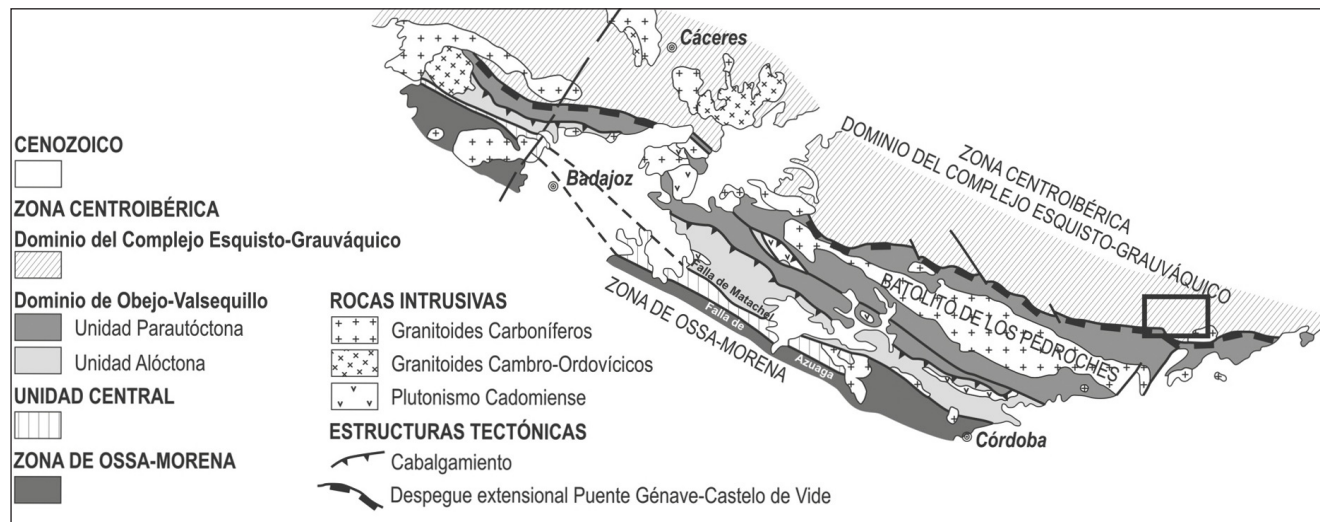 CENOZOICO
ZONA CENTROIBÉRICA
Dominio del Complejo Esquisto-Grauváquico
Dominio de Obejo-Valsequillo
Unidad Parautóctona
Unidad Alóctona
UNIDAD CENTRAL
ZONA DE OSSA-MORENA
ROCAS INTRUSIVAS
Granitoides Carboníferos
Granitoides Cambro-Ordovícicos
Plutonismo Cadomiense
ESTRUCTURAS TECTÓNICAS
Cabalgamiento
Despegue extensional Puente Génave-Castelo de Vide
Cáceres
Badajoz
ZONA CENTROIBÉRICA
DOMINIO DEL COMPLEJO ESQUISTO-GRAUVÁQUICO
BATOLITO DE LOS PEDROCHES
Falla de Matachel
Falla de
Azuaga
ZONA DE OSSA-MORENA
Córdoba